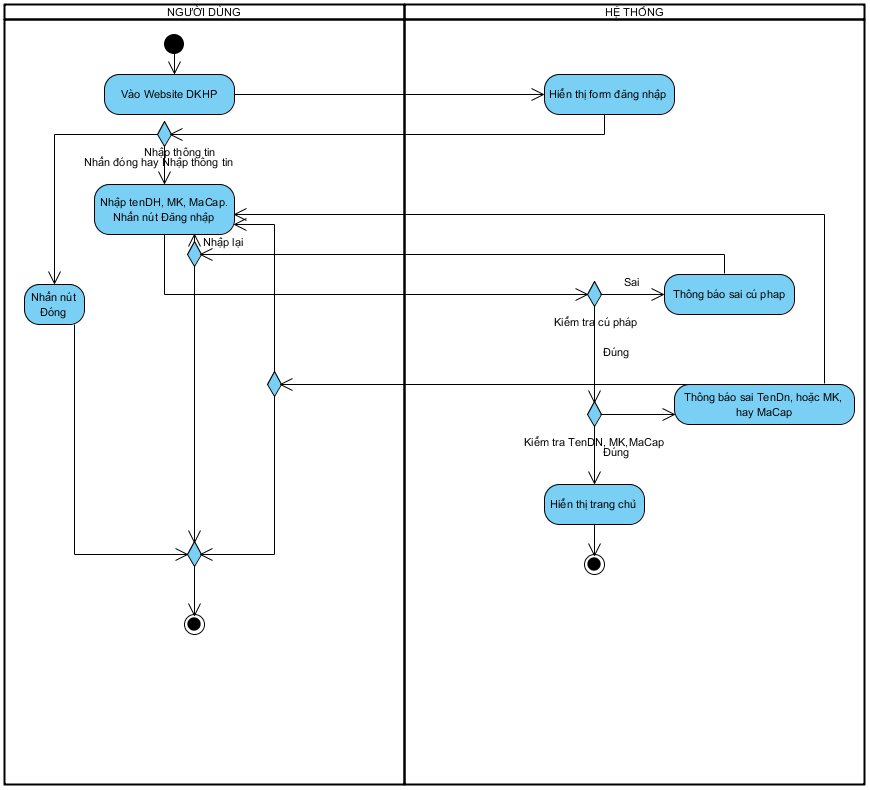 NGƯỜI DÙNG
HỆ THỐNG
Vào Website DKHP
Hiển thị form đăng nhập
Nhập thông tin
Nhấn đóng hay Nhập thông tin
Nhập tenDH, MK, MaCap.
Nhấn nút Đăng nhập
Nhập lại
Sai
Nhấn nút
Đóng
Thông báo sai cú phap
Kiểm tra cú pháp
Đúng
Thông báo sai TenDn, hoặc MK,
hay MaCap
Kiểm tra TenDN, MK,MaCap
Đúng
Hiển thị trang chủ